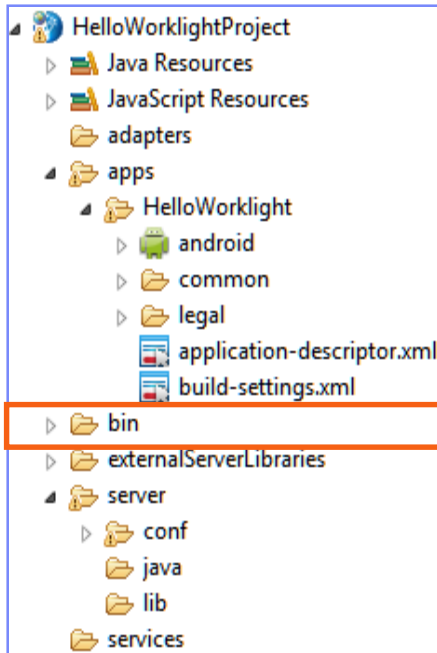 HelloWorklightProject
Java Resources
JavaScript Resources
adapters
apps
HelloWorklight
android
common
legal
application-descriptor.xml
build-settings.xml
bin
externalServerLibraries
server
conf
java
lib
services